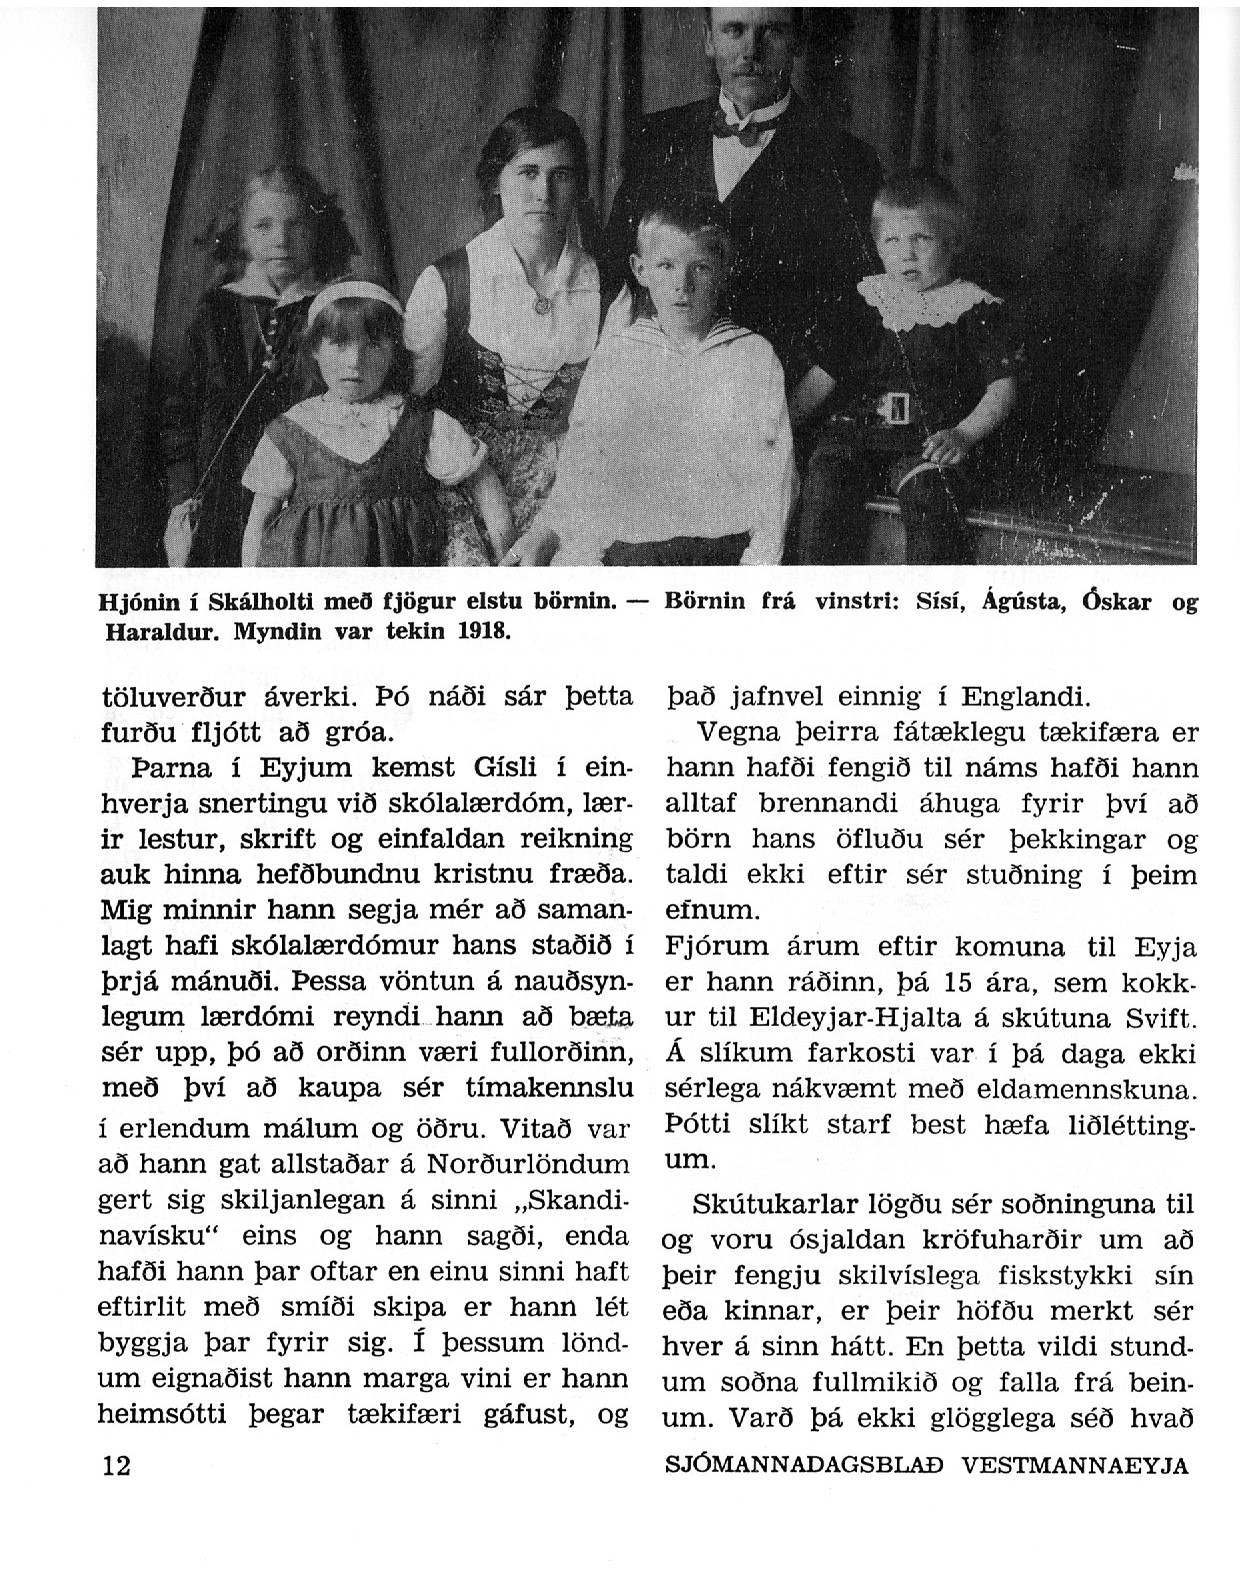 Hjónin í Skálholti með fjögur elstu börnin. — Börnin frá vinstri: Sísí, Ágústa, Óskar og
Haraldur. Myndin var tekin 1918.
töluverður áverki. Þó náði sár þetta
furðu fljótt að gróa.
Þarna í Eyjum kemst Gísli í ein-
hverja snertingu við skólalærdóm, lær-
ir lestur, skrift og einfaldan reikning
auk hinna hefðbundnu kristnu fræða.
Mig minnir hann segja mér að saman-
lagt hafi skólalærdómur hans staðið í
þrjá mánuði. Þessa vöntun á nauðsyn-
legum lærdómi reyndi hann að bæta
sér upp, þó að orðinn væri fullorðinn,
með því að kaupa sér tímakennslu
í erlendum málum og öðru. Vitað var
að hann gat allstaðar á Norðurlöndum
gert sig skiljanlegan á sinni „Skandi-
navísku“ eins og hann sagði, enda
hafði hann þar oftar en einu sinni haft
eftirlit með smíði skipa er hann lét
byggja þar fyrir sig. Í þessum lönd-
um eignaðist hann marga vini er hann
heimsótti þegar tækifæri gáfust, og
það jafnvel einnig í Englandi.
Vegna þeirra fátæklegu tækifæra er
hann hafði fengið til náms hafði hann
alltaf brennandi áhuga fyrir því að
börn hans öfluðu sér þekkingar og
taldi ekki eftir sér stuðning í þeim
efnum.
Fjórum árum eftir komuna til Eyja
er hann ráðinn, þá 15 ára, sem kokk-
ur til Eldeyjar-Hjalta á skútuna Svift.
Á slíkum farkosti var í þá daga ekki
sérlega nákvæmt með eldamennskuna.
Þótti slíkt starf best hæfa liðlétting-
um.
Skútukarlar lögðu sér soðninguna til
og voru ósjaldan kröfuharðir um að
þeir fengju skilvíslega fiskstykki sín
eða kinnar, er þeir höfðu merkt sér
hver á sinn hátt. En þetta vildi stund-
um soðna fullmikið og falla frá bein-
um. Varð þá ekki glögglega séð hvað
12
SJÓMANNADAGSBLAÐ VESTMANNAEYJA